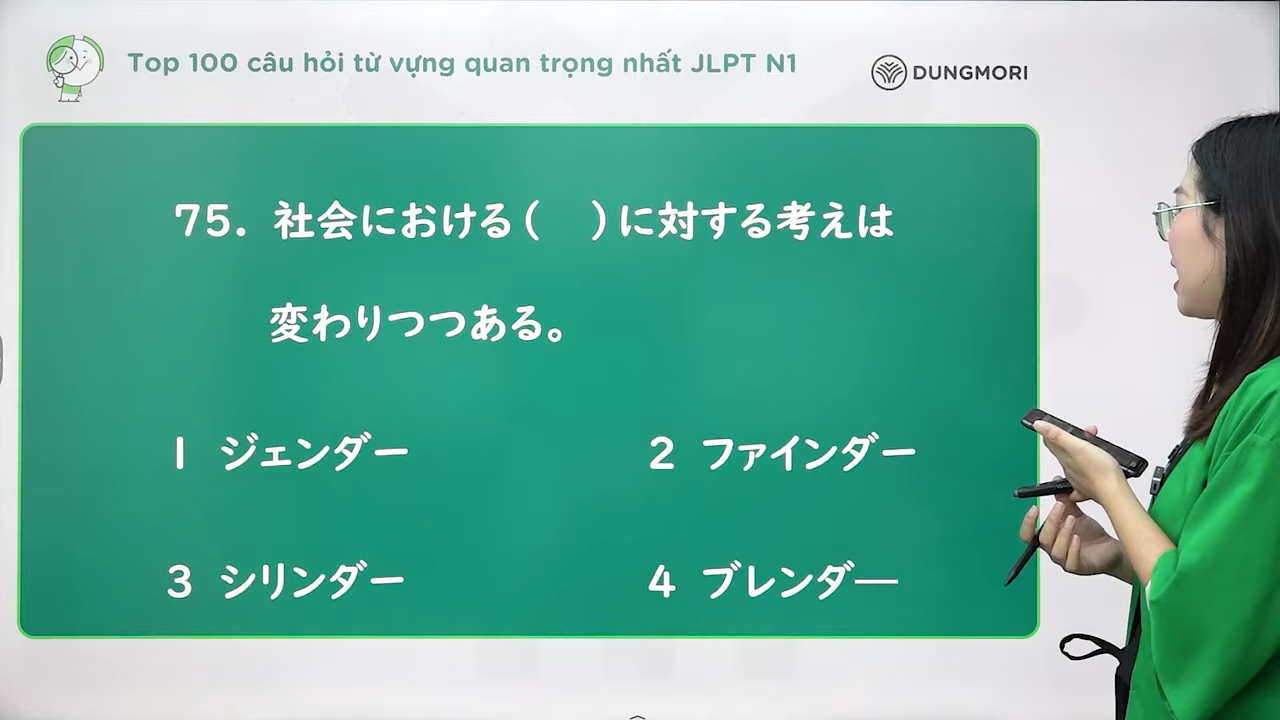 Top 100 câu hỏi từ vựng quan trọng nhất JLPT N1
DUNGMORI
75. 社会における(　)に対する考えは
変わりつつある。
1 ジェンダー
2 ファインダー
3 シリンダー
4 ブレンダー